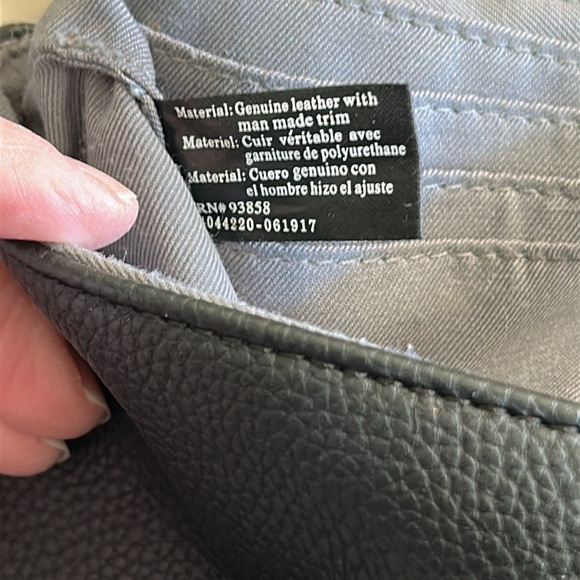 Material: Genuine leather with
man made trim
Materiel: Cuir véritable avec
garniture de polyurethane
Material: Cuero genuino con
el hombre hizo el ajuste
RN# 93858
044220-061917